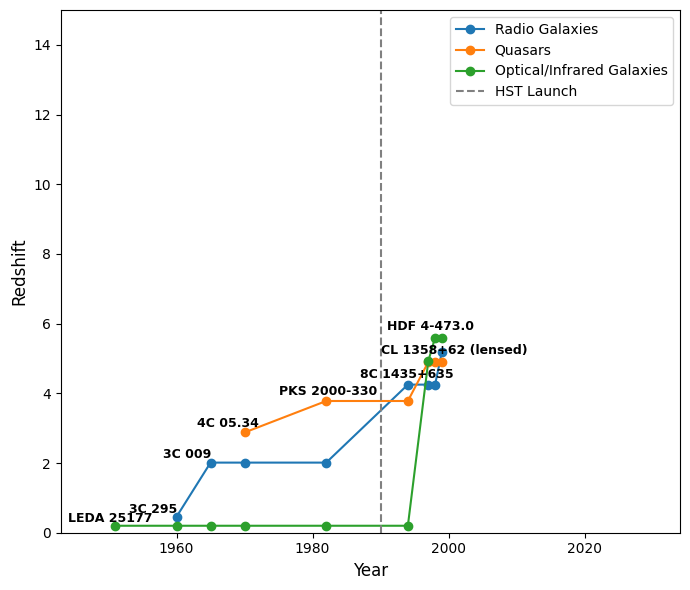 Radio Galaxies
Quasars
Optical/Infrared Galaxies
HST Launch
14
12
10
8
6
4
2
0
Redshift
HDF 4-473.0
CL 1358+62 (lensed)
8C 1435+635
PKS 2000-330
4C 05.34
3C 009
3C 295
LEDA 25177
1960
1980
2000
2020
Year